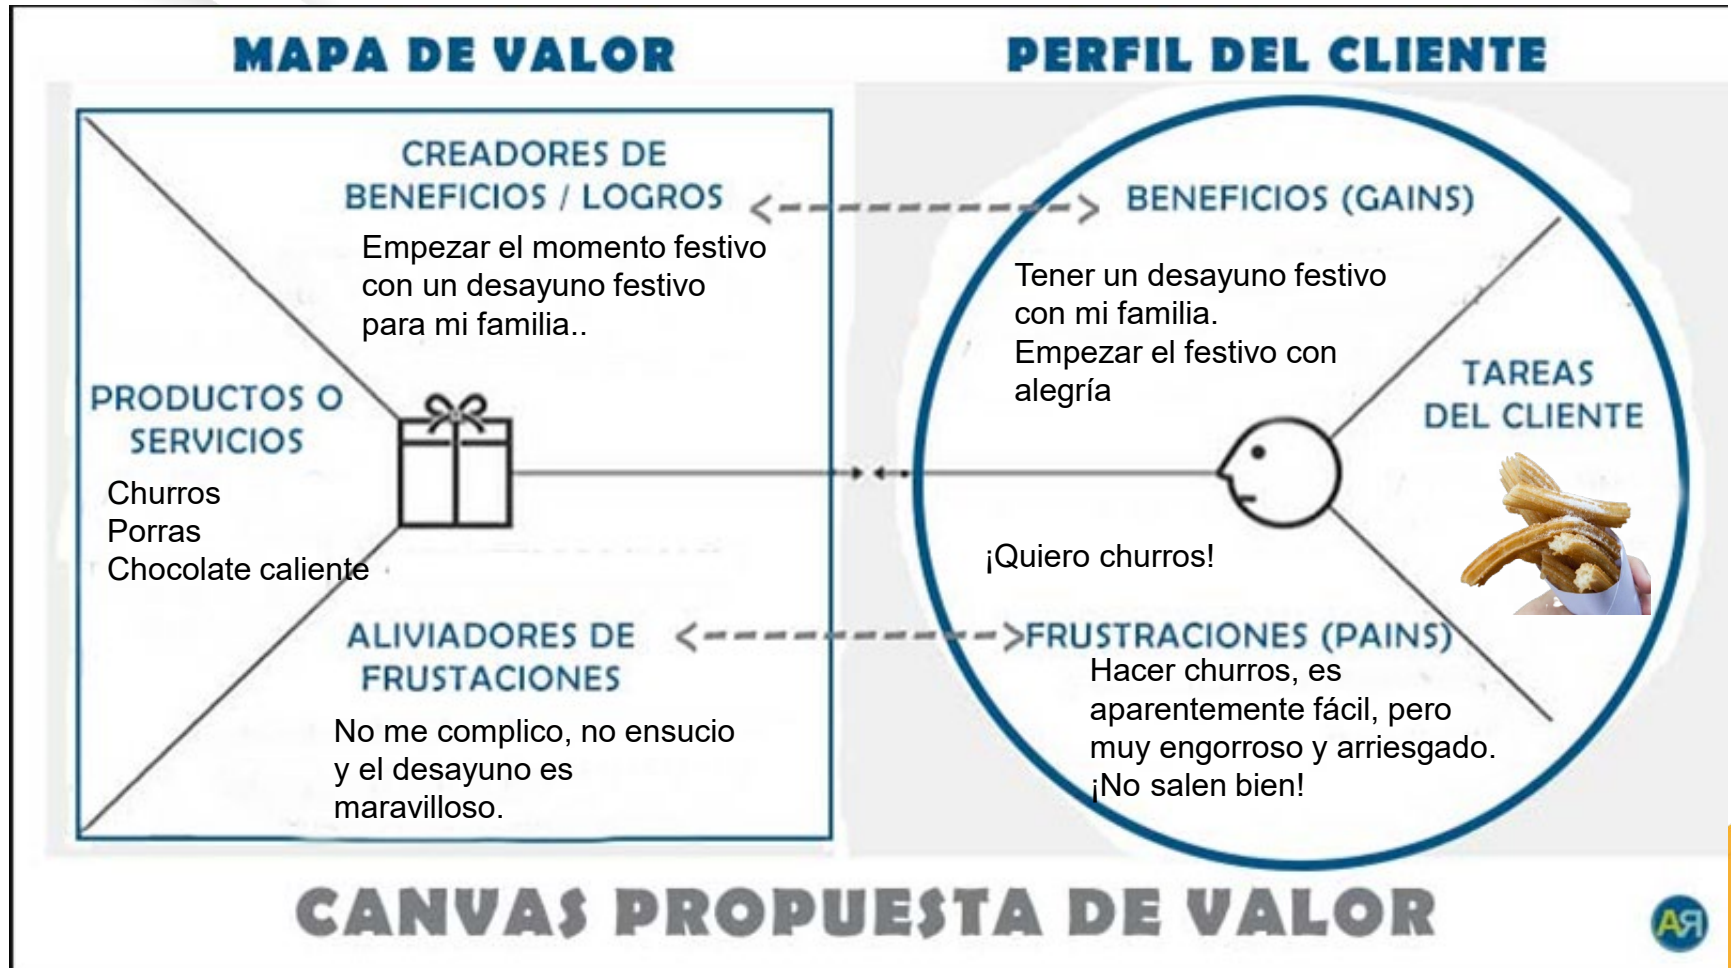 MAPA DE VALOR
CREADORES DE
BENEFICIOS / LOGROS
Empezar el momento festivo
con un desayuno festivo
para mi familia..
PRODUCTOS O
SERVICIOS
Churros
Porras
Chocolate caliente
ALIVIADORES DE
FRUSTACIONES
No me complico, no ensucio
y el desayuno es
maravilloso.
PERFIL DEL CLIENTE
BENEFICIOS (GAINS)
Tener un desayuno festivo
con mi familia.
Empezar el festivo con
alegría
TAREAS
DEL CLIENTE
¡Quiero churros!
FRUSTRACIONES (PAINS)
Hacer churros, es
aparentemente fácil, pero
muy engorroso y arriesgado.
¡No salen bien!
CANVAS PROPUESTA DE VALOR